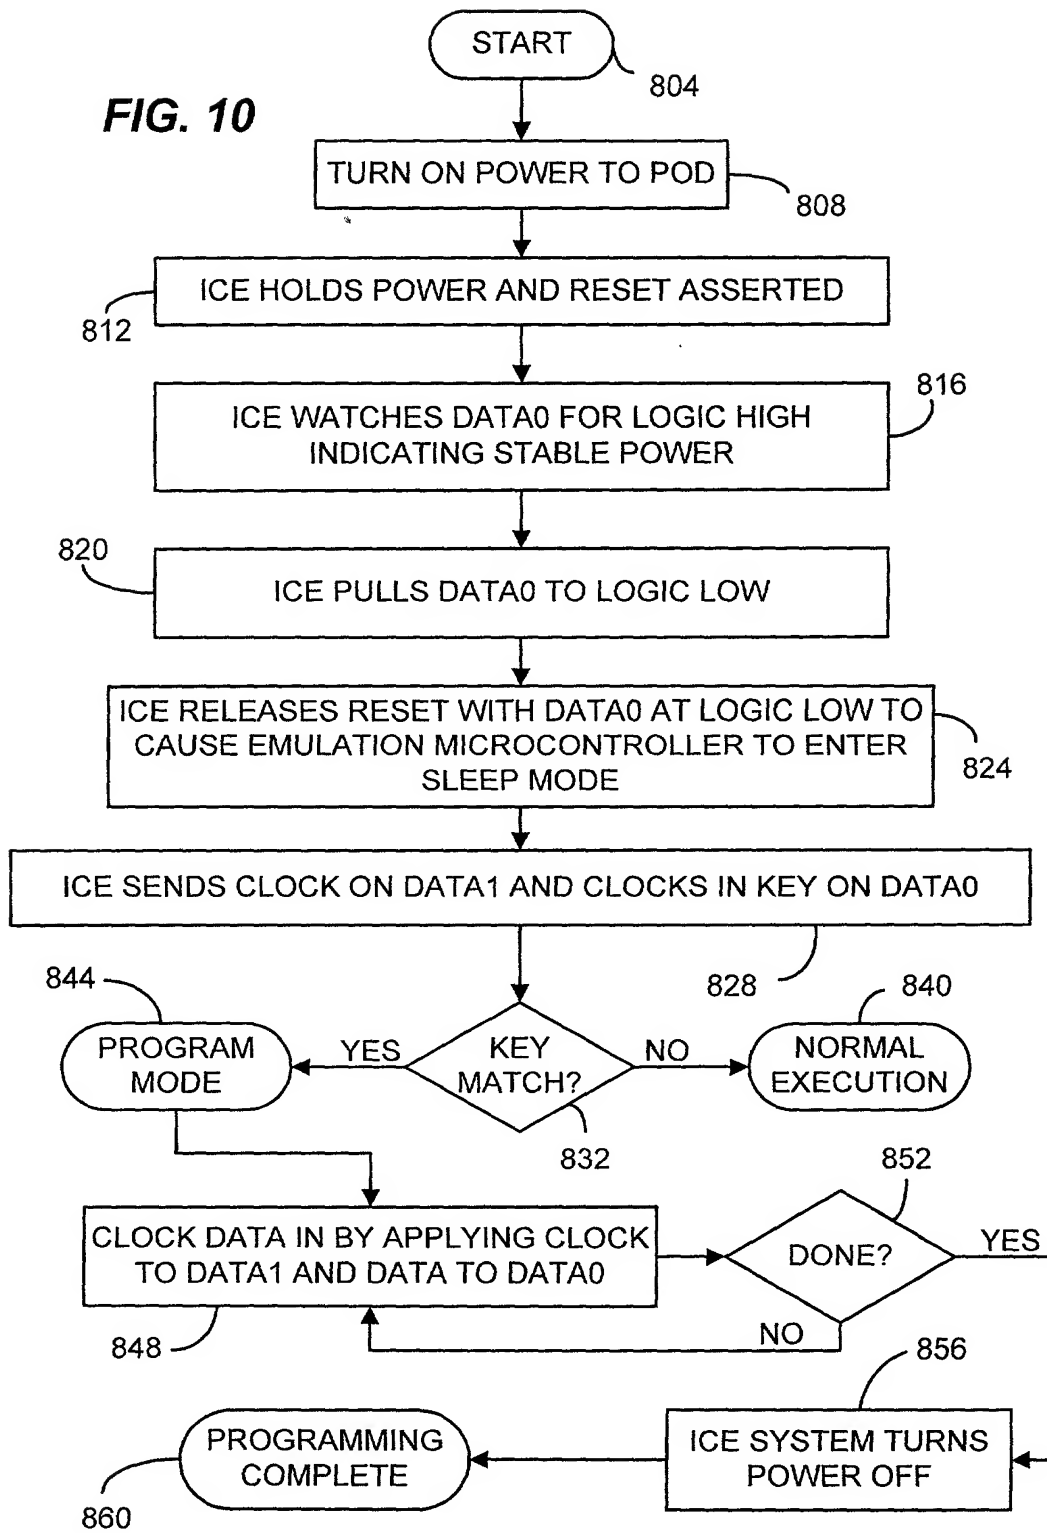 START
804
FIG. 10
TURN ON POWER TO POD
808
ICE HOLDS POWER AND RESET ASSERTED
812
816
ICE WATCHES DATA0 FOR LOGIC HIGH
INDICATING STABLE POWER
820
ICE PULLS DATA0 TO LOGIC LOW
ICE RELEASES RESET WITH DATA0 AT LOGIC LOW TO
CAUSE EMULATION MICROCONTROLLER TO ENTER
SLEEP MODE
824
ICE SENDS CLOCK ON DATA1 AND CLOCKS IN KEY ON DATA0
828
844
840
PROGRAM
MODE
YES
KEY
MATCH?
NO
NORMAL
EXECUTION
832
852
CLOCK DATA IN BY APPLYING CLOCK
TO DATA1 AND DATA TO DATA0
DONE?
YES
848
NO
856
PROGRAMMING
COMPLETE
ICE SYSTEM TURNS
POWER OFF
860